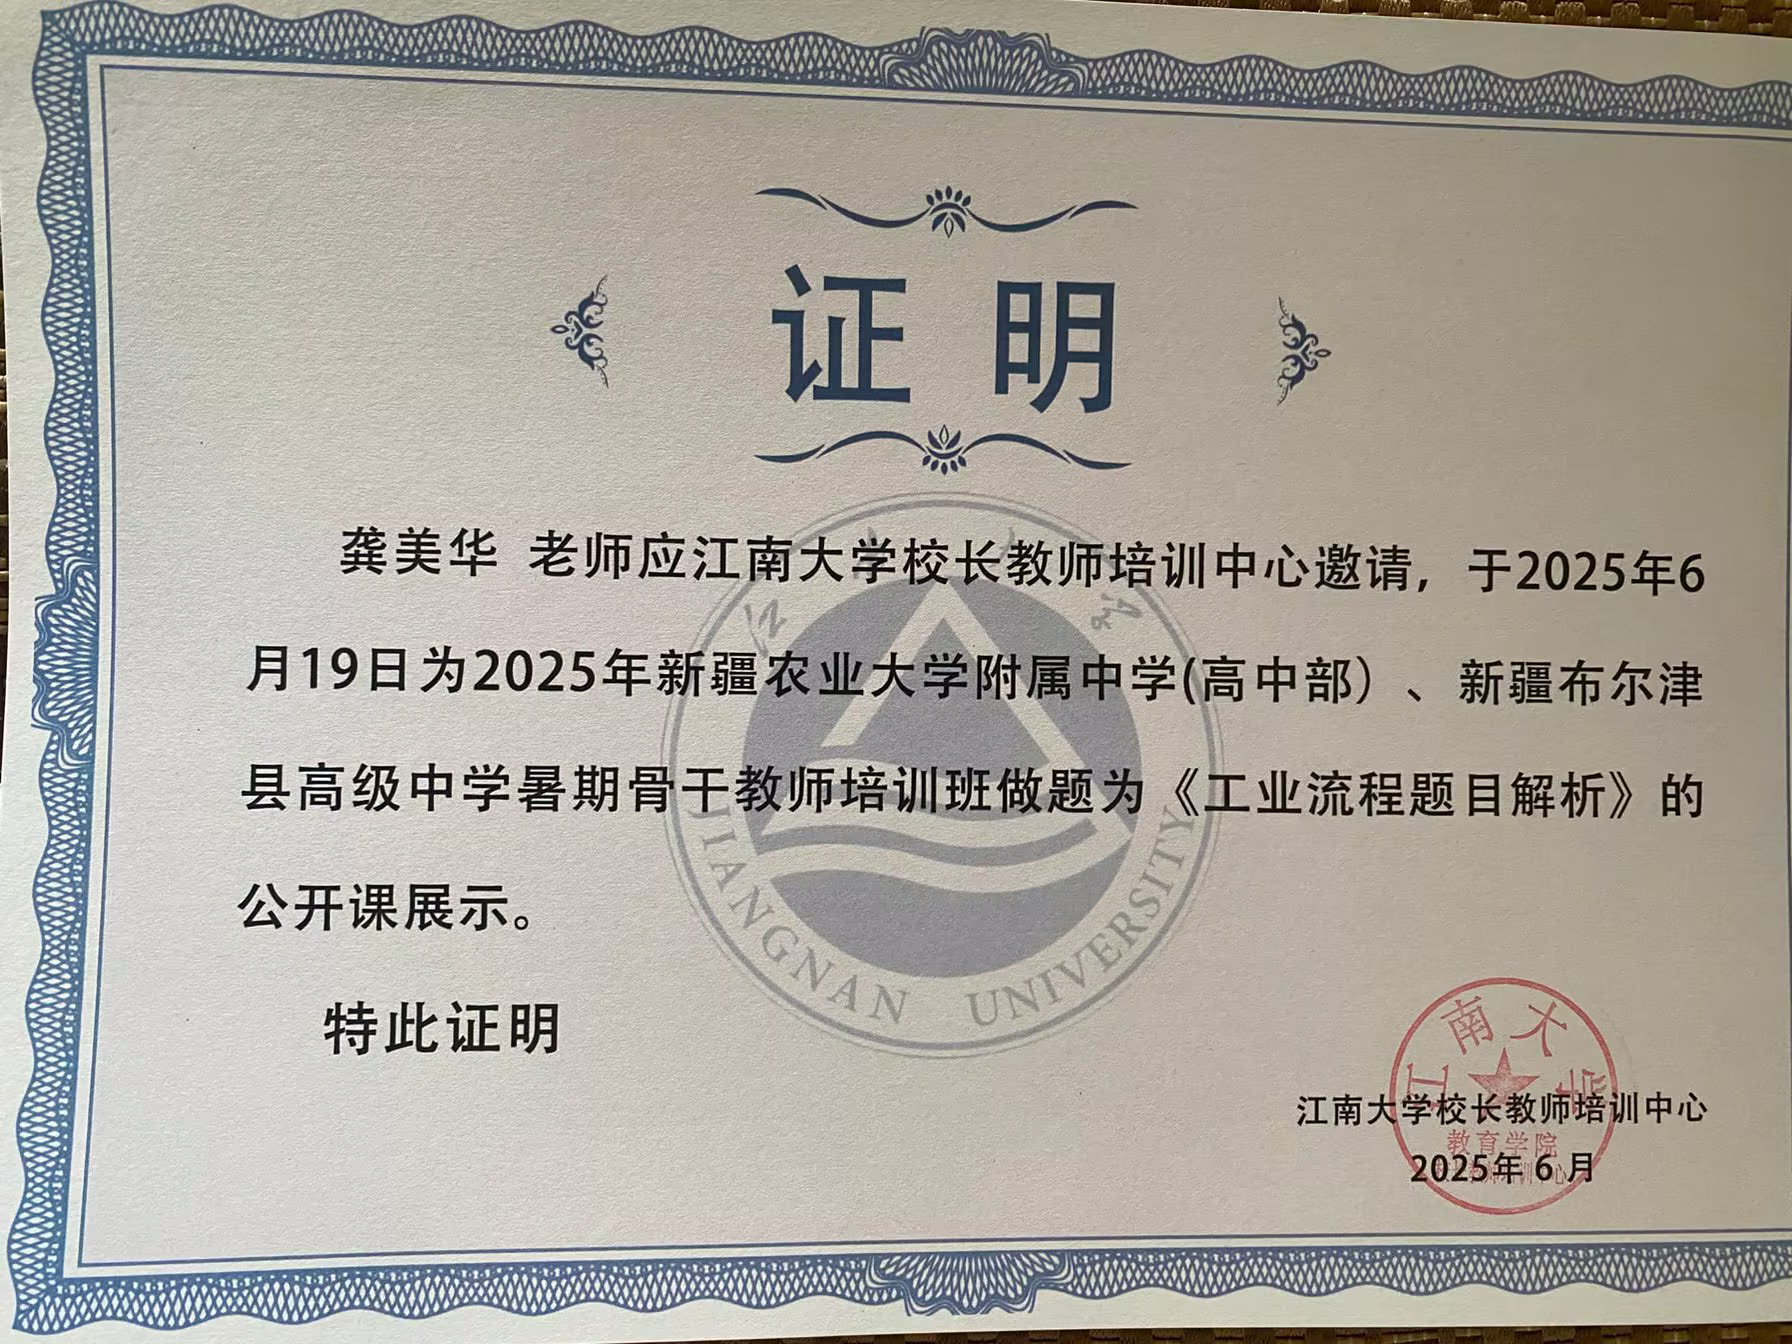 证明
龚美华 老师应江南大学校长教师培训中心邀请，于2025年6
月19日为2025年新疆农业大学附属中学(高中部）、新疆布尔津
县高级中学暑期骨干教师培训班做题为《工业流程题目解析》的
公开课展示。
特此证明
JIANGNAN UNIVERSITY
江南大学
江南大学校长教师培训中心
教育学院
2025年 6 月